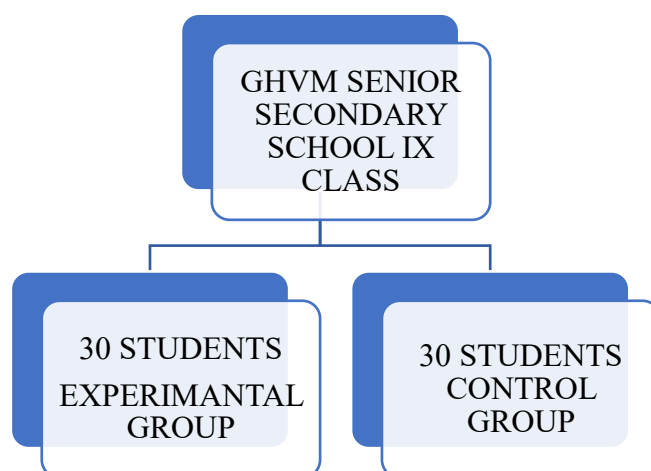 GHVM SENIOR
SECONDARY
SCHOOL IX
CLASS
30 STUDENTS
EXPERIMANTAL
GROUP
30 STUDENTS
CONTROL
GROUP